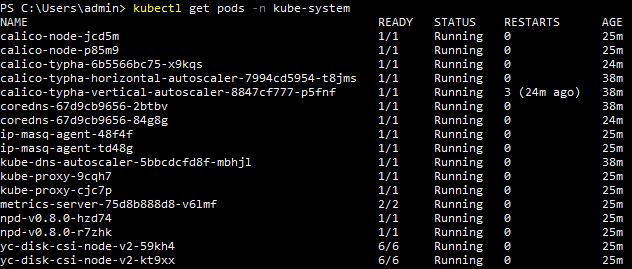 PS C:\Users\admin> kubectl get pods -n kube-system
NAME READY STATUS RESTARTS AGE
calico-node-jcd5m 1/1 Running 0 25m
calico-node-p85m9 1/1 Running 0 25m
calico-typha-6b5566bc75-x9kqs 1/1 Running 0 24m
calico-typha-horizontal-autoscaler-7994cd5954-t8jms 1/1 Running 0 38m
calico-typha-vertical-autoscaler-8847cf777-p5fnf 1/1 Running 3 (24m ago) 38m
coredns-67d9cb9656-2btbv 1/1 Running 0 38m
coredns-67d9cb9656-84g8g 1/1 Running 0 24m
ip-masq-agent-48f4f 1/1 Running 0 25m
ip-masq-agent-td48g 1/1 Running 0 25m
kube-dns-autoscaler-5bbcdcfd8f-mbhjl 1/1 Running 0 38m
kube-proxy-9cqh7 1/1 Running 0 25m
kube-proxy-cjc7p 1/1 Running 0 25m
metrics-server-75d8b888d8-v6lmf 2/2 Running 0 25m
npd-v0.8.0-hzd74 1/1 Running 0 25m
npd-v0.8.0-r7zhk 1/1 Running 0 25m
yc-disk-csi-node-v2-59kh4 6/6 Running 0 25m
yc-disk-csi-node-v2-kt9xx 6/6 Running 0 25m